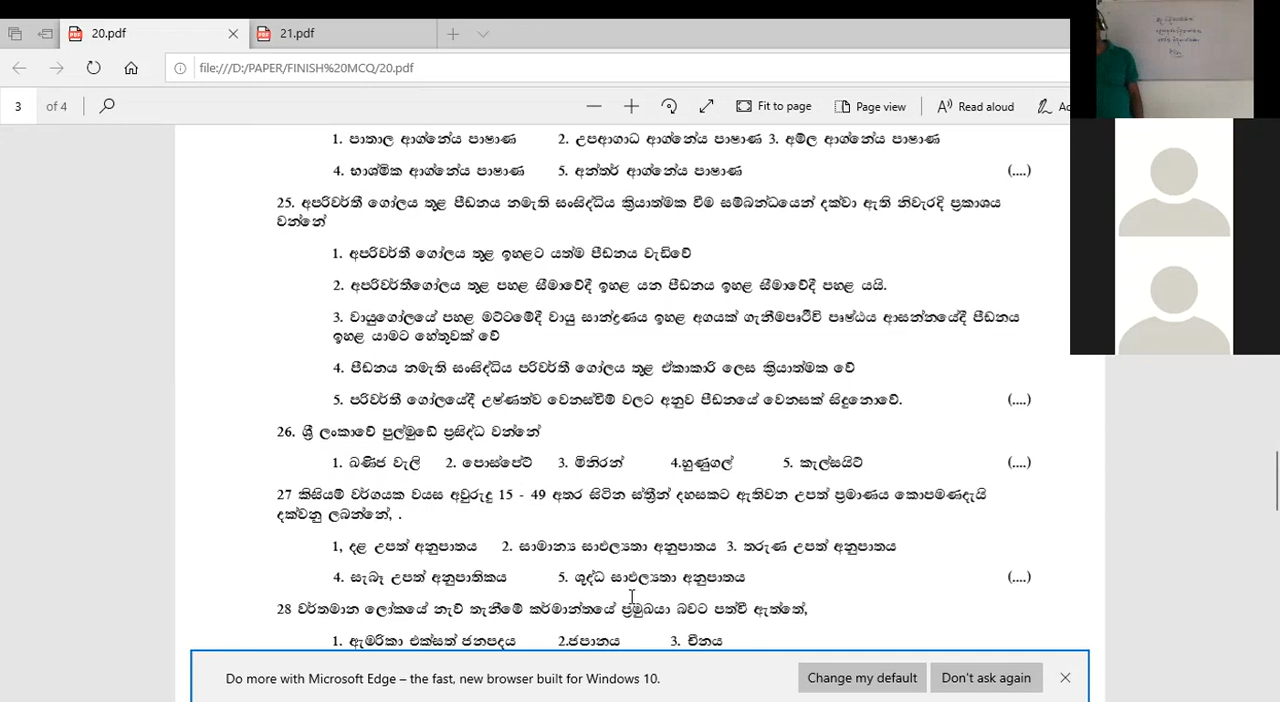 20.pdf
21.pdf
file:///D:/PAPER/FINISH%20MCQ/20.pdf
3 of 4
Fit to page
Page view
Read aloud
1. පාතාල ආග්නේය පාෂාණ 2. උපආගාධ ආග්නේය පාෂාණ 3. අම්ල ආග්නේය පාෂාණ
4. භාශ්මික ආග්නේය පාෂාණ 5. අන්තර් ආග්නේය පාෂාණ (....)
25. අපරිවර්තී ගෝලය තුළ පීඩනය නමැති සංසිද්ධිය ක්‍රියාත්මක වීම සම්බන්ධයෙන් දක්වා ඇති නිවැරදි ප්‍රකාශය
වන්නේ
1. අපරිවර්තී ගෝලය තුළ ඉහළට යත්ම පීඩනය වැඩිවේ
2. අපරිවර්තීගෝලය තුළ පහළ සීමාවේදී ඉහළ යන පීඩනය ඉහළ සීමාවේදී පහළ යයි.
3. වායුගෝලයේ පහළ මට්ටමේදී වායු සාන්ද්‍රණය ඉහළ අගයක් ගැනීමපෘථිවි පෘෂ්ඨය ආසන්නයේදී පීඩනය
ඉහළ යාමට හේතුවක් වේ
4. පීඩනය නමැති සංසිද්ධිය පරිවර්තී ගෝලය තුළ ඒකාකාරි ලෙස ක්‍රියාත්මක වේ
5. පරිවර්තී ගෝලයේදී උෂ්ණත්ව වෙනස්වීම් වලට අනුව පීඩනයේ වෙනසක් සිදුනොවේ. (....)
26. ශ්‍රී ලංකාවේ පුල්මුඩේ ප්‍රසිද්ධ වන්නේ
1. ඛණිජ වැලි 2. පොස්පේට් 3. මිනිරන් 4.හුණුගල් 5. කැල්සයිට් (....)
27 කිසියම් වර්ගයක වයස අවුරුදු 15 - 49 අතර සිටින ස්ත්‍රීන් දහසකට ඇතිවන උපත් ප්‍රමාණය කොපමණදැයි
දක්වනු ලබන්නේ, .
1, දළ උපත් අනුපාතය 2. සාමාන්‍ය සාඵල්‍යතා අනුපාතය 3. තරුණ උපත් අනුපාතය
4. සැබෑ උපත් අනුපාතිකය 5. ශුද්ධ සාඵල්‍යතා අනුපාතය (....)
28 වර්තමාන ලෝකයේ නැව් තැනීමේ කර්මාන්තයේ ප්‍රමුඛයා බවට පත්වී ඇත්තේ,
1. ඇමරිකා එක්සත් ජනපදය 2.ජපානය 3. චීනය
Do more with Microsoft Edge – the fast, new browser built for Windows 10.
Change my default
Don't ask again